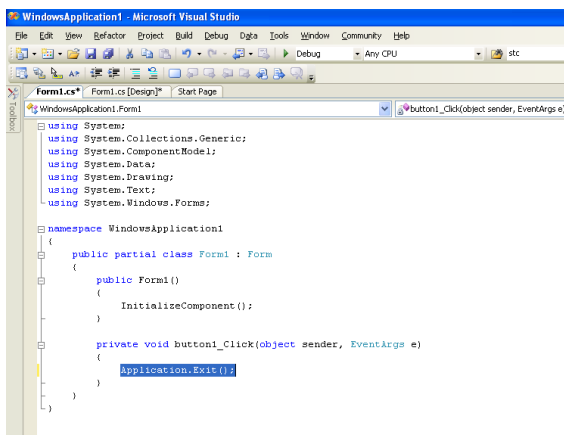 WindowsApplication1 - Microsoft Visual Studio
File Edit View Refactor Project Build Debug Data Tools Window Community Help
Debug Any CPU stc
Form1.cs* Form1.cs [Design]* Start Page
Toolbox
WindowsApplication1.Form1 button1_Click(object sender, EventArgs e)
using System;
using System.Collections.Generic;
using System.ComponentModel;
using System.Data;
using System.Drawing;
using System.Text;
using System.Windows.Forms;
namespace WindowsApplication1
{
public partial class Form1 : Form
{
public Form1()
{
InitializeComponent();
}
private void button1_Click(object sender, EventArgs e)
{
Application.Exit();
}
}
}